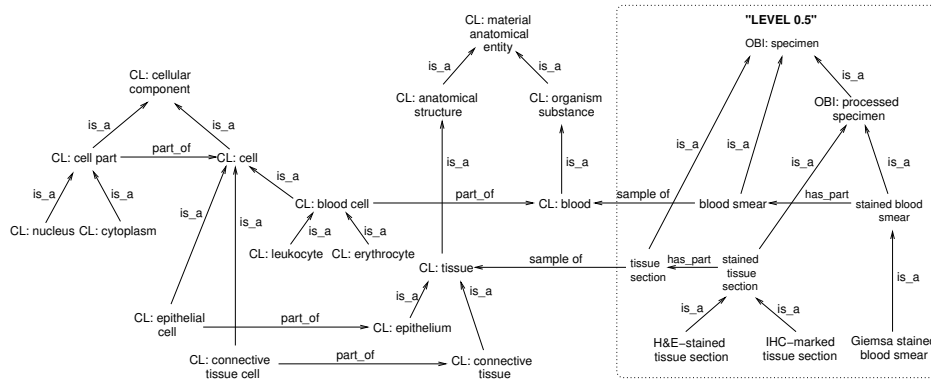 "LEVEL 0.5"
CL: material
anatomical
entity
OBI: specimen
is_a
is_a
is_a
CL: cellular
component
CL: anatomical
structure
CL: organism
substance
OBI: processed
specimen
is_a
is_a
is_a
is_a
is_a
is_a
CL: cell part
part_of
CL: cell
is_a
is_a
is_a
is_a
is_a
is_a
is_a
is_a
CL: nucleus
CL: cytoplasm
CL: blood cell
part_of
CL: blood
sample of
blood smear
has_part
stained blood
smear
is_a
is_a
CL: leukocyte
CL: erythrocyte
CL: tissue
sample of
tissue
section
has_part
stained
tissue
section
is_a
is_a
is_a
is_a
is_a
CL: epithelial
cell
part_of
CL: epithelium
H&E−stained
tissue section
IHC−marked
tissue section
Giemsa stained
blood smear
CL: connective
tissue cell
part_of
CL: connective
tissue